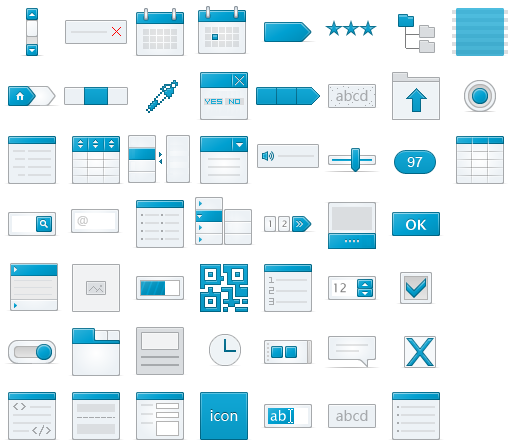 YES NO
abcd
97
@
1 2
OK
1
2
3
12
<>
</>
icon
ab
abcd